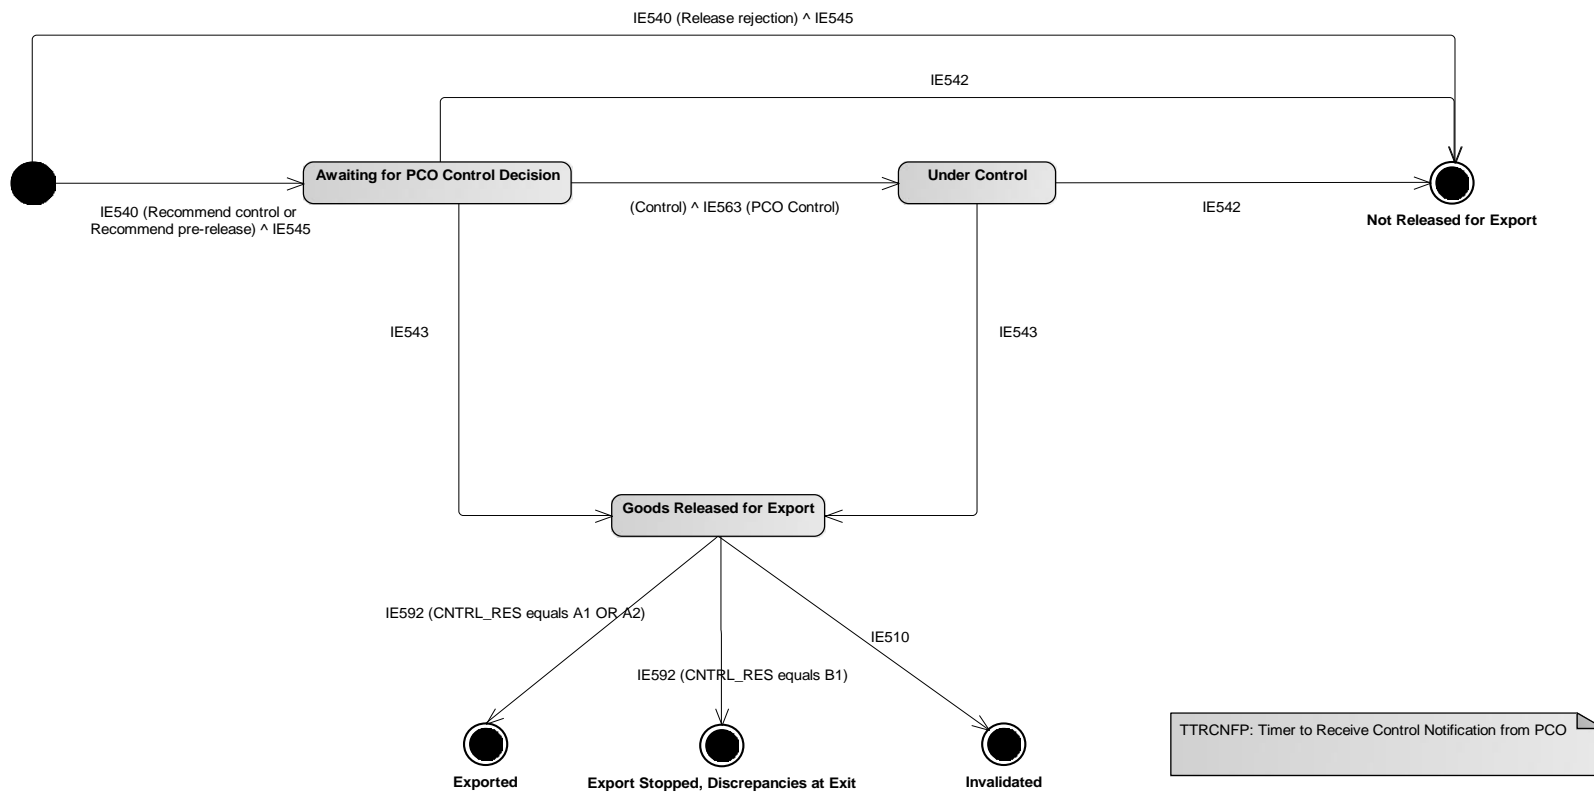 IE540 (Release rejection) ^ IE545
IE542
Awaiting for PCO Control Decision
Under Control
IE540 (Recommend control or
Recommend pre-release) ^ IE545
(Control) ^ IE563 (PCO Control)
IE542
Not Released for Export
IE543
IE543
Goods Released for Export
IE592 (CNTRL_RES equals A1 OR A2)
IE510
IE592 (CNTRL_RES equals B1)
TTRCNFP: Timer to Receive Control Notification from PCO
Exported
Export Stopped, Discrepancies at Exit
Invalidated